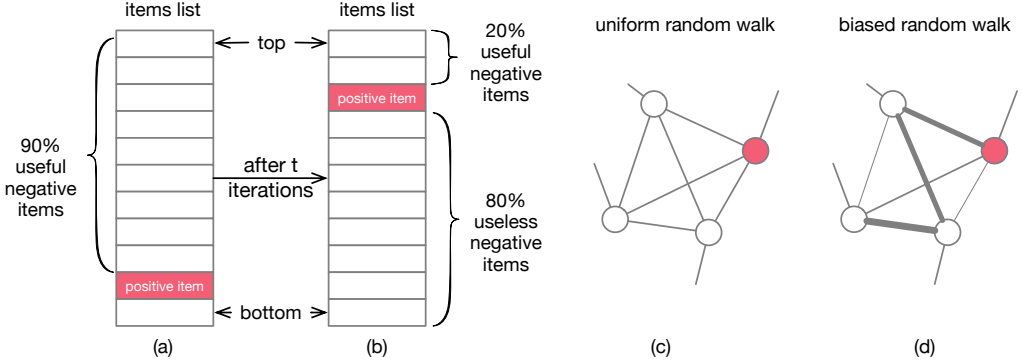 items list
items list
uniform random walk
biased random walk
top
20%
useful
negative
items
positive item
90%
useful
negative
items
after t
iterations
80%
useless
negative
items
positive item
bottom
(a)
(b)
(c)
(d)